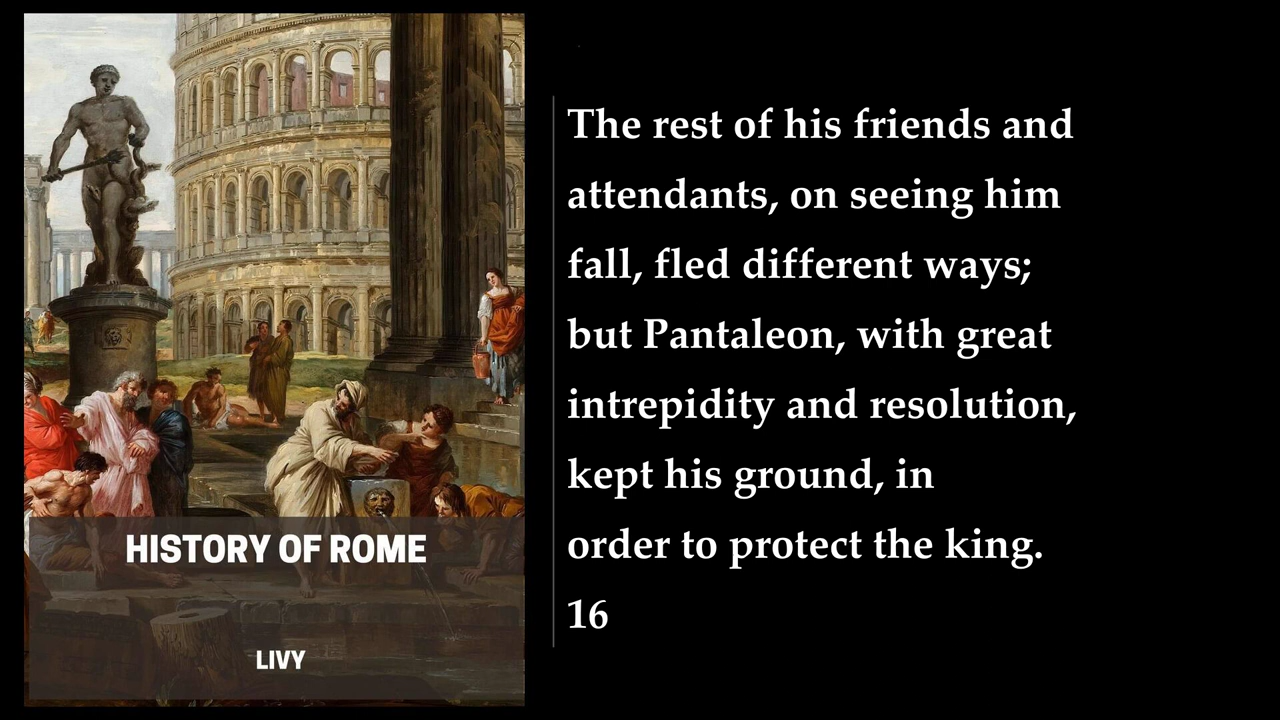 HISTORY OF ROME
LIVY
The rest of his friends and
attendants, on seeing him
fall, fled different ways;
but Pantaleon, with great
intrepidity and resolution,
kept his ground, in
order to protect the king.
16